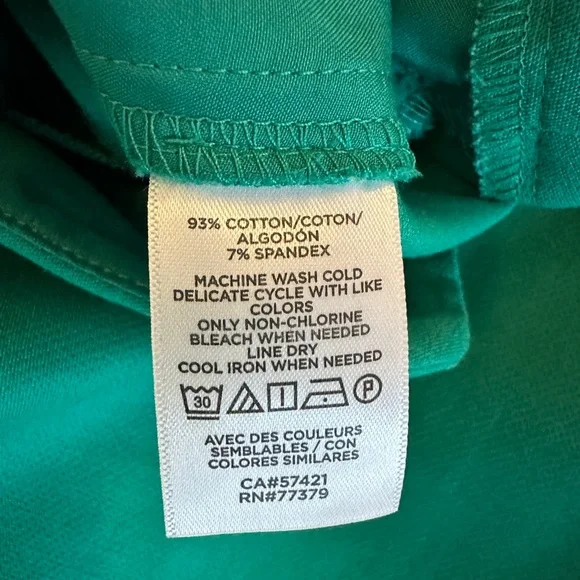 93% COTTON/COTON/
ALGODÓN
7% SPANDEX
MACHINE WASH COLD
DELICATE CYCLE WITH LIKE
COLORS
ONLY NON-CHLORINE
BLEACH WHEN NEEDED
LINE DRY
COOL IRON WHEN NEEDED
30 P
AVEC DES COULEURS
SEMBLABLES / CON
COLORES SIMILARES
CA#57421
RN#77379